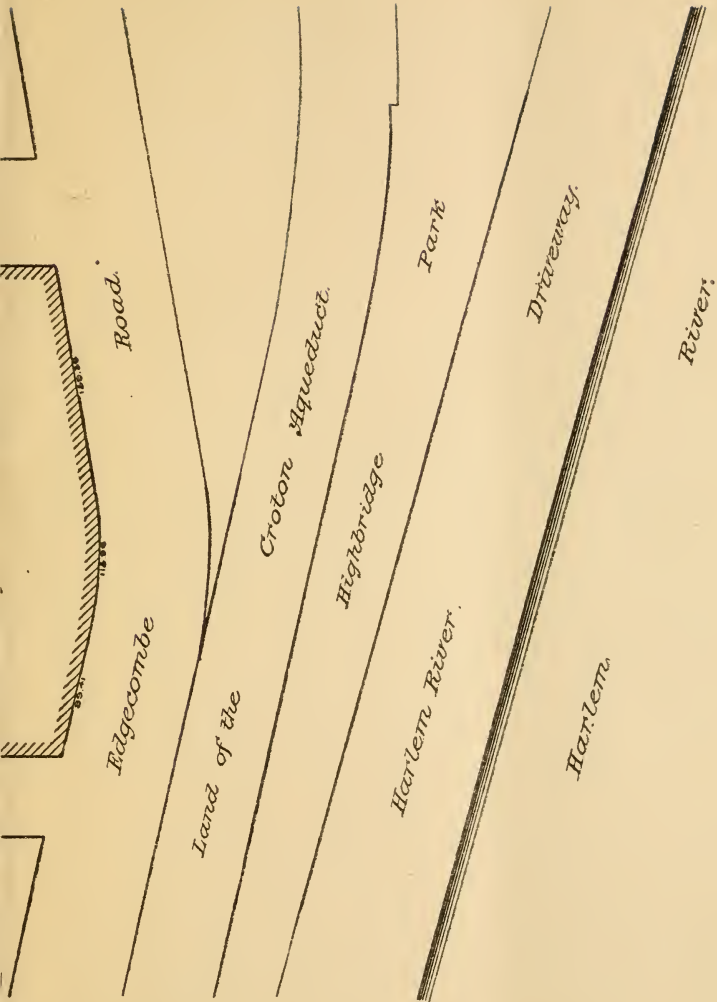 Edgecombe Road.
Land of the Croton Aqueduct.
Highbridge Park
Harlem River. Driveway.
Harlem. River.